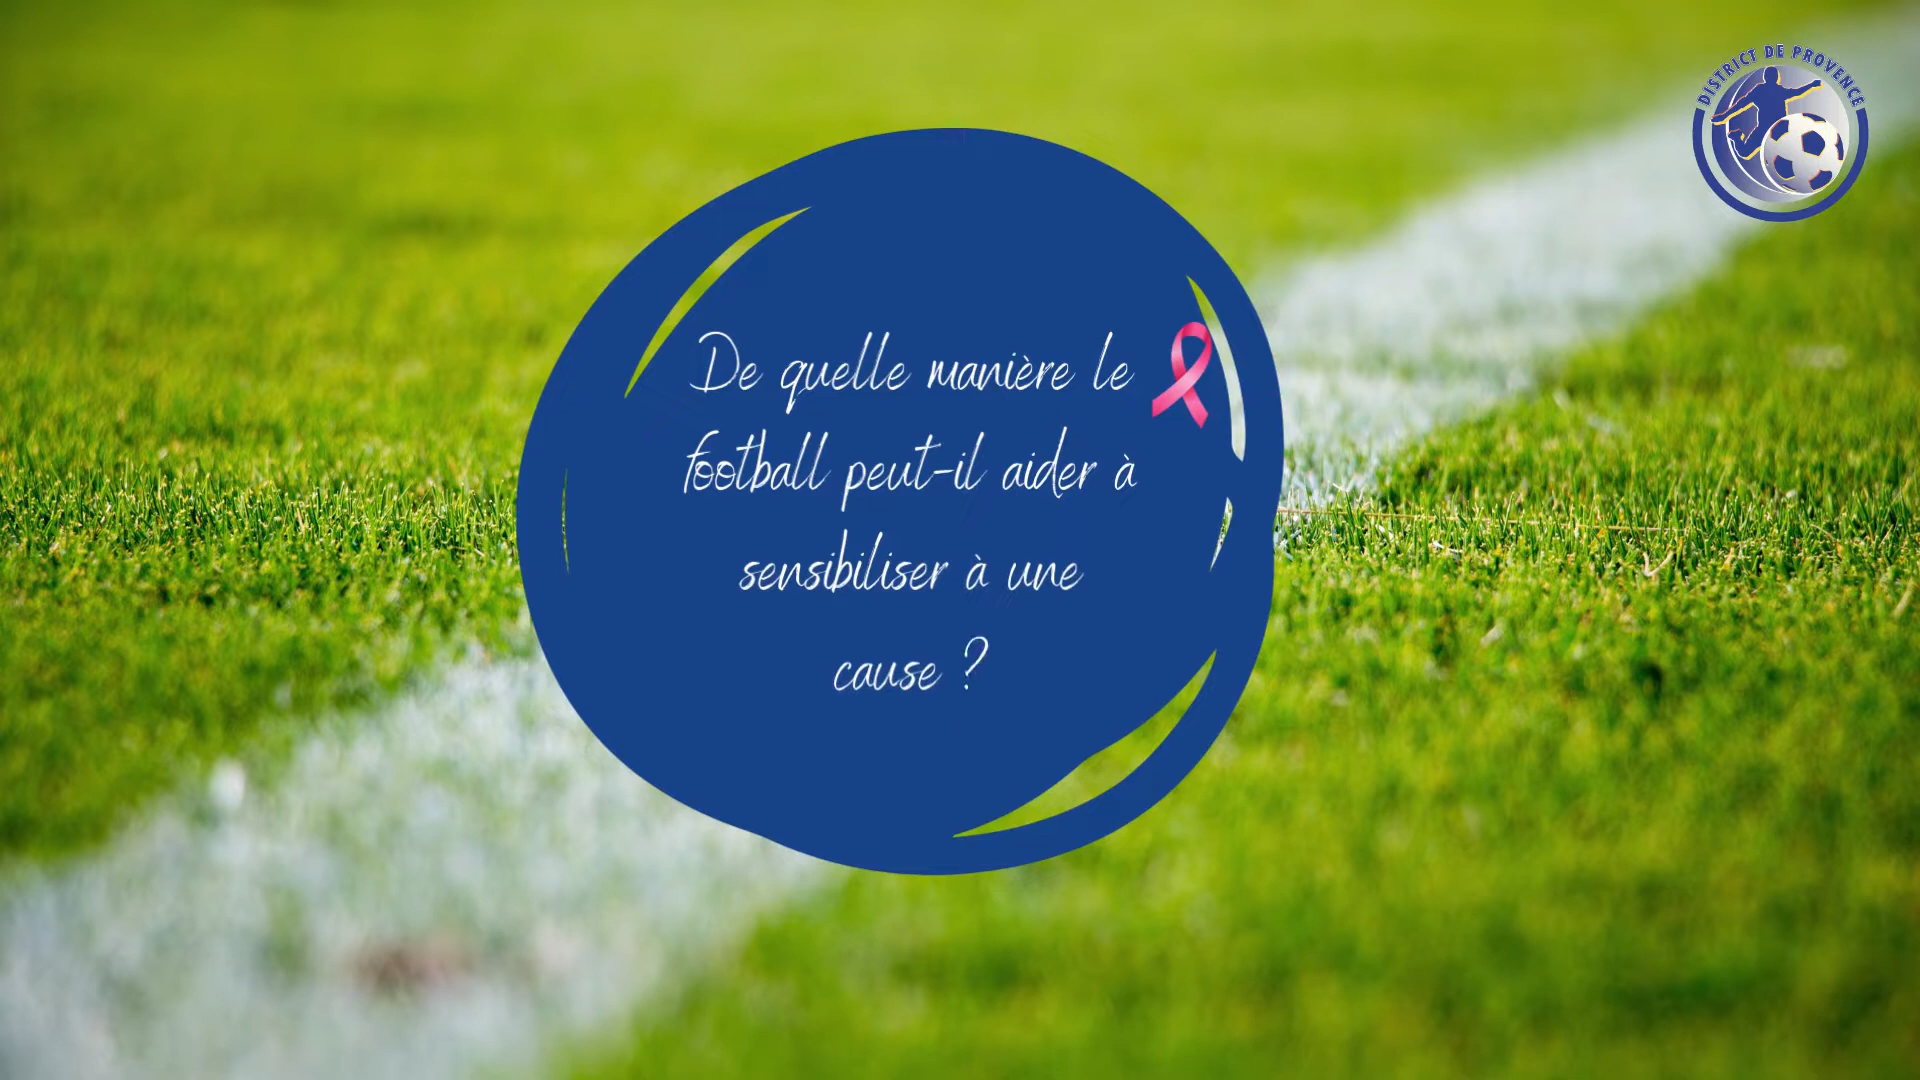 DISTRICT DE PROVENCE
De quelle manière le
football peut-il aider à
sensibiliser à une
cause ?